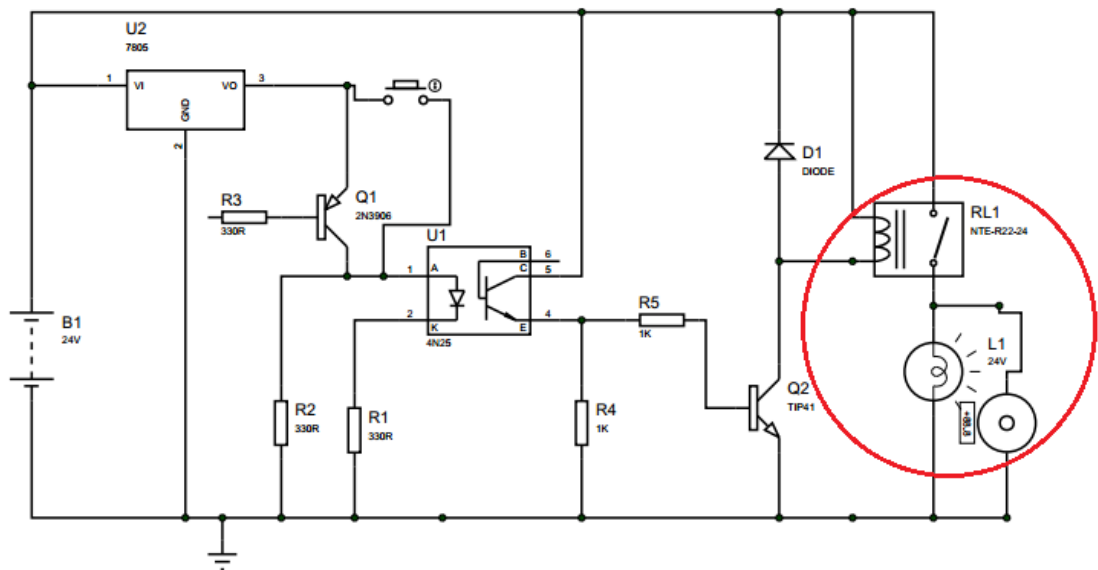 U2
7805
1
VI
VO
3
GND
2
R3
330R
Q1
2N3906
U1
1
A
B
6
C
5
2
K
E
4
4N25
D1
DIODE
RL1
NTE-R22-24
R5
1K
B1
24V
L1
24V
Q2
TIP41
R2
330R
R1
330R
R4
1K
+88.8